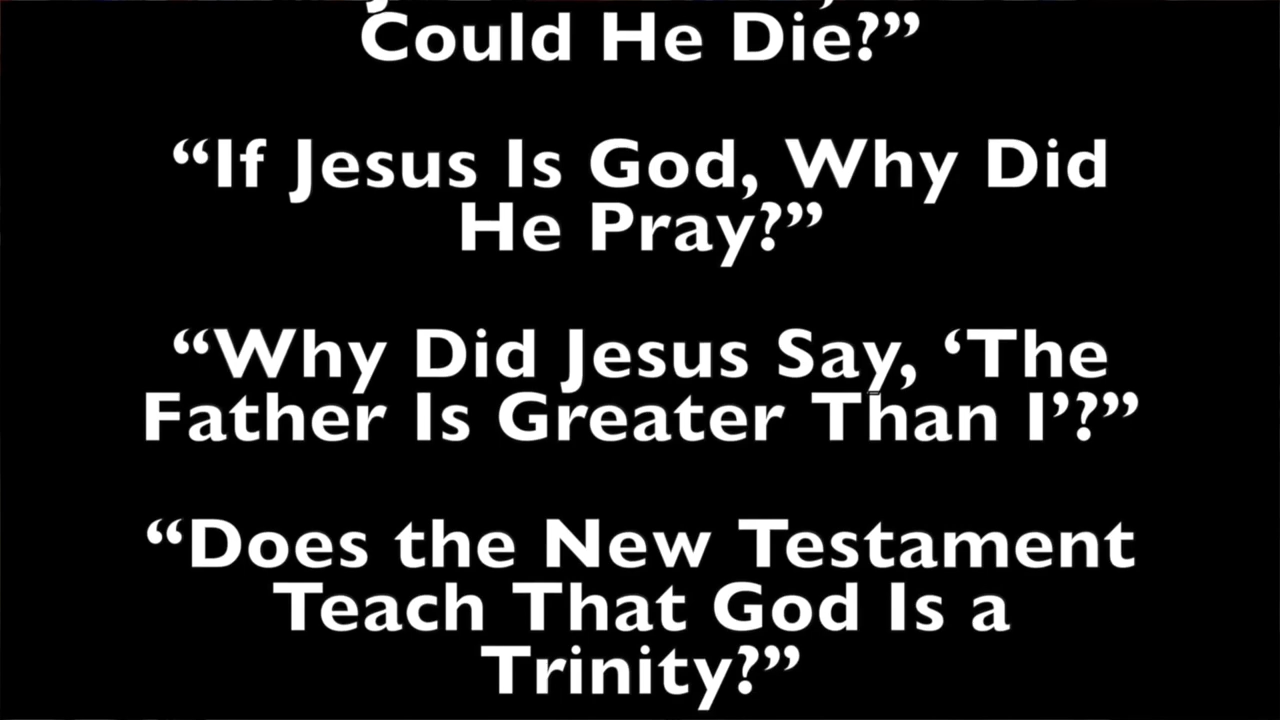 Could He Die?”
“If Jesus Is God, Why Did
He Pray?”
“Why Did Jesus Say, ‘The
Father Is Greater Than I’?”
“Does the New Testament
Teach That God Is a
Trinity?”